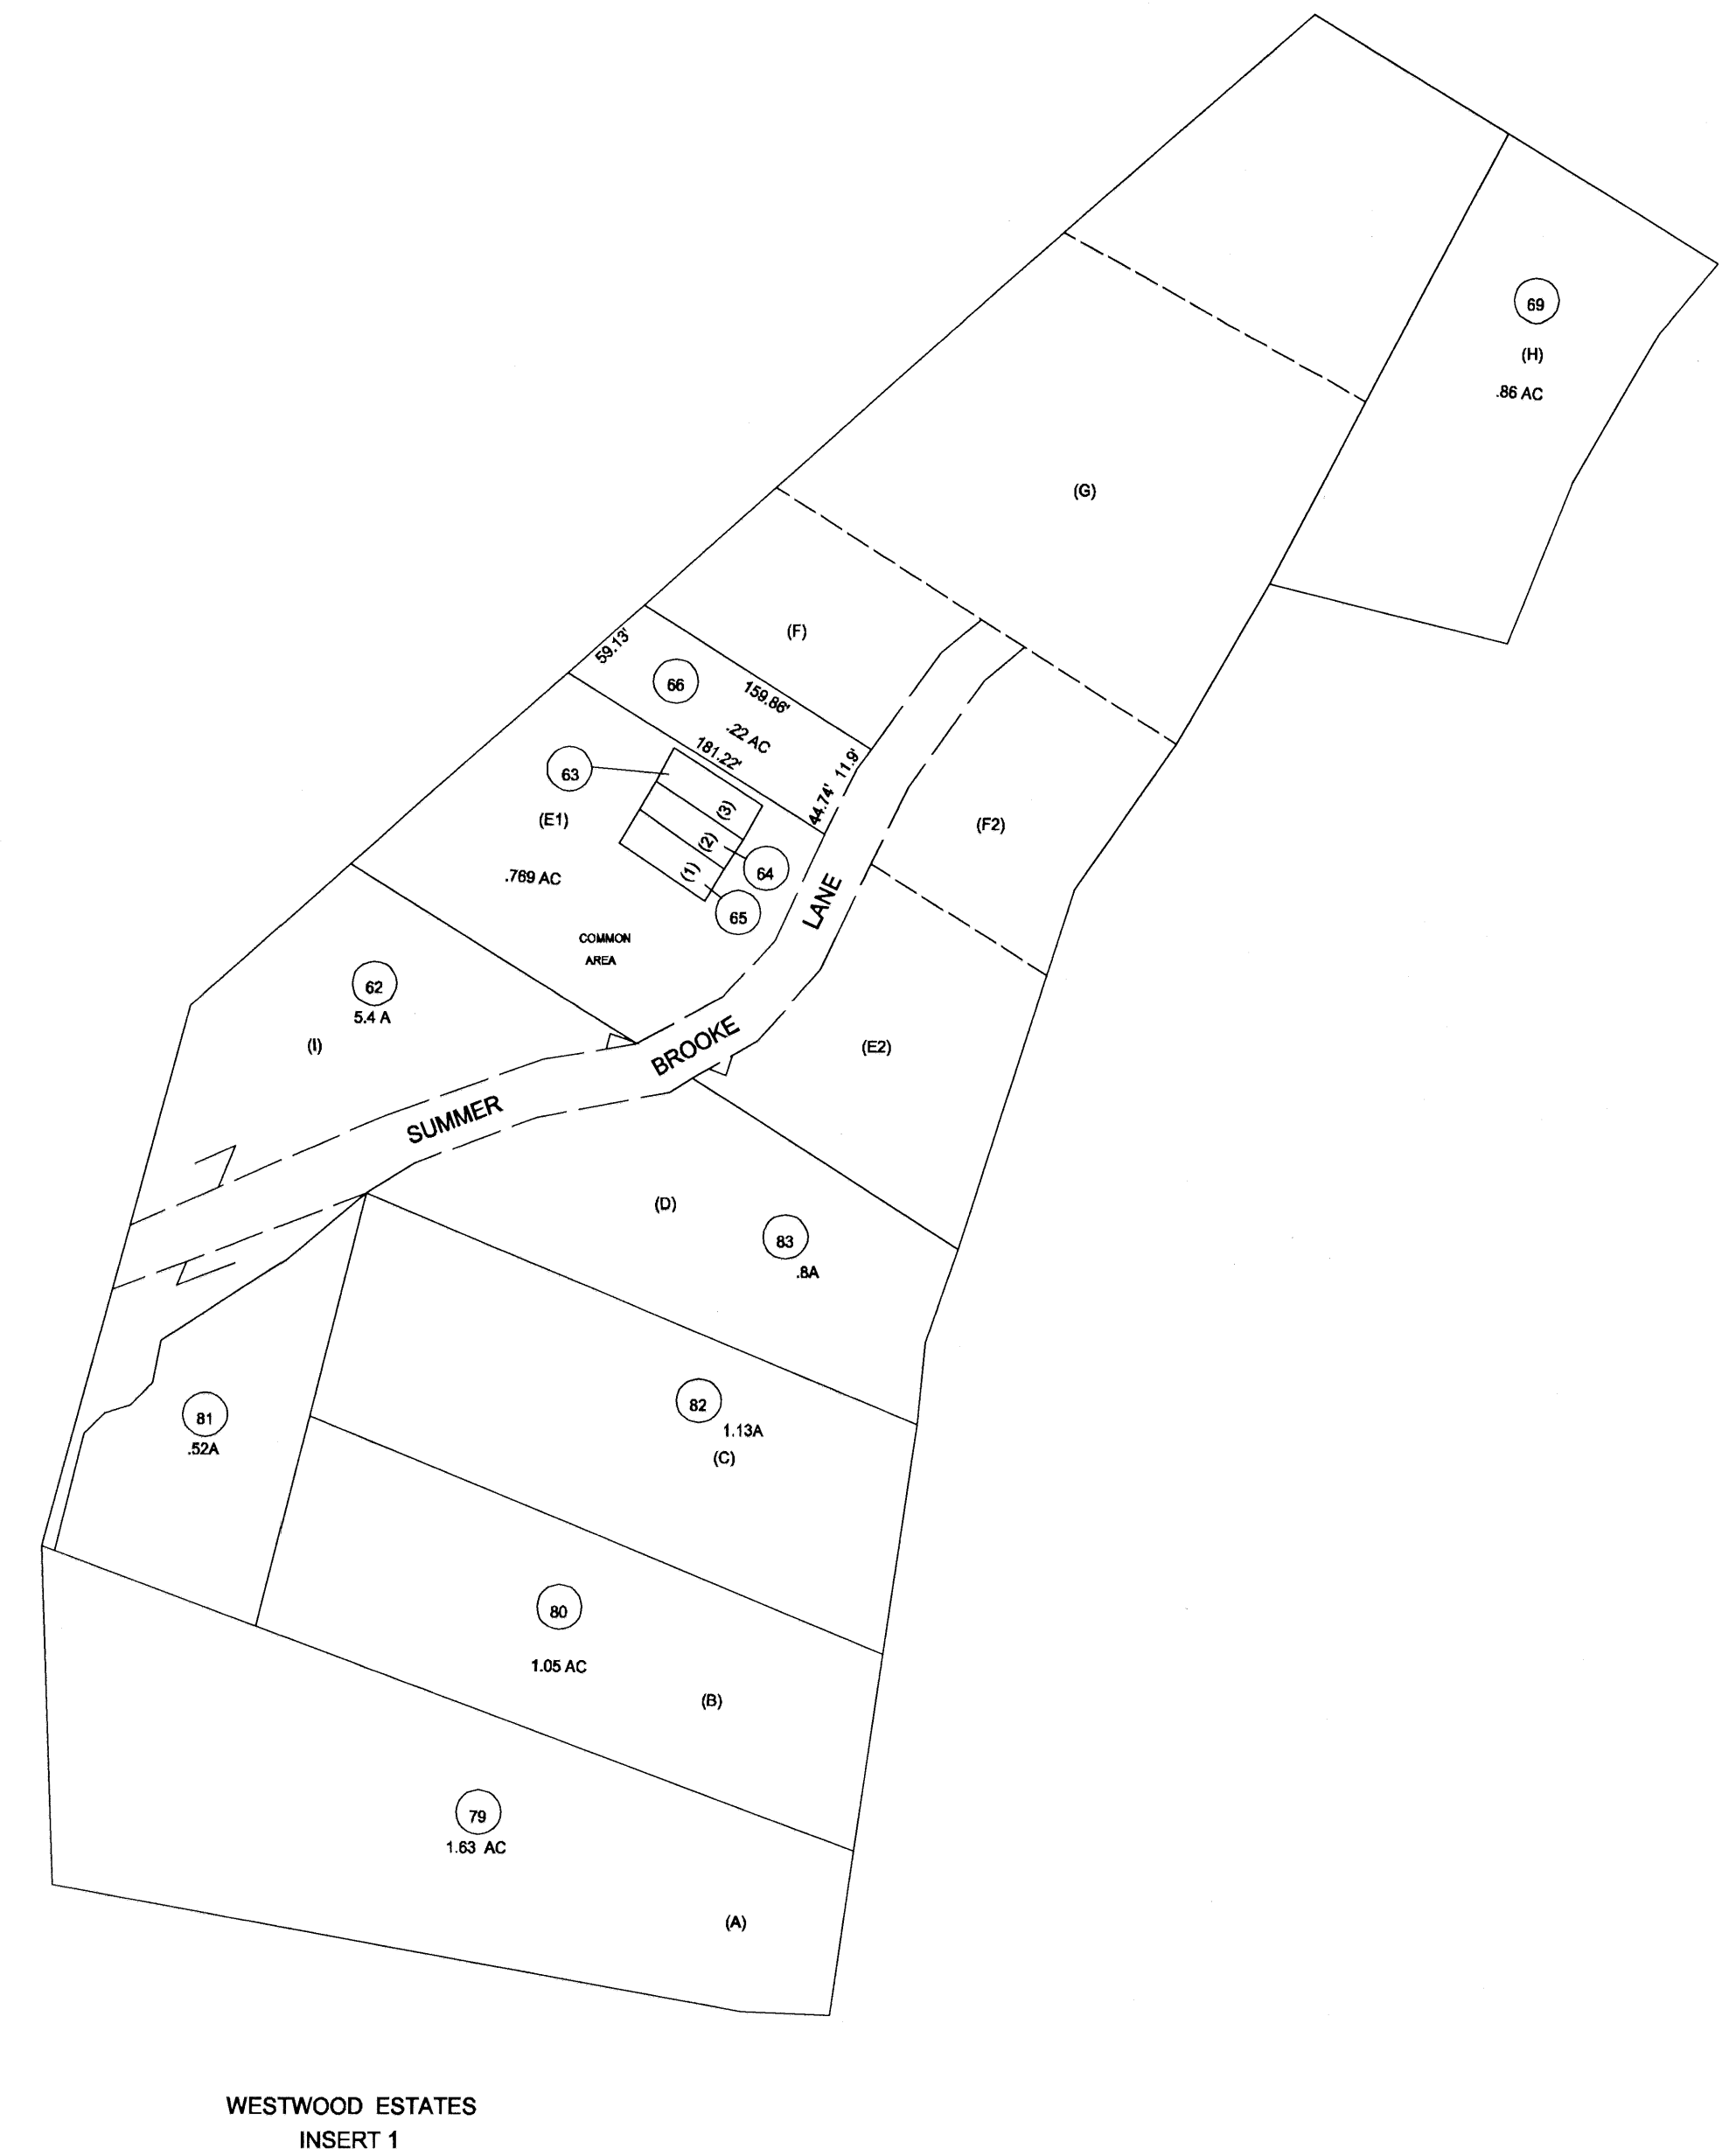 69
(H)
.86 AC
(G)
(F)
59.13'
66
159.86'
.22 AC
181.22'
44.74' 11.9'
63
(E1)
(3)
(2)
(1)
64
65
.769 AC
COMMON
AREA
(F2)
62
5.4 A
(I)
SUMMER BROOKE LANE
(E2)
(D)
83
.8A
82
1.13A
(C)
81
.52A
80
1.05 AC
(B)
79
1.63 AC
(A)
WESTWOOD ESTATES
INSERT 1